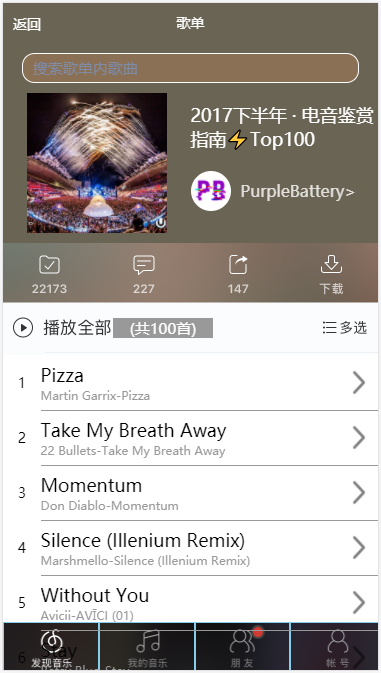 返回
歌单
搜索歌单内歌曲
2017下半年 · 电音鉴赏
指南⚡Top100
PB
PurpleBattery>
22173
227
147
下载
播放全部
(共100首)
多选
1
Pizza
Martin Garrix-Pizza
2
Take My Breath Away
22 Bullets-Take My Breath Away
3
Momentum
Don Diablo-Momentum
4
Silence (Illenium Remix)
Marshmello-Silence (Illenium Remix)
5
Without You
Avicii-AVĪCI (01)
6
Stay
发现音乐
我的音乐
朋友
帐号